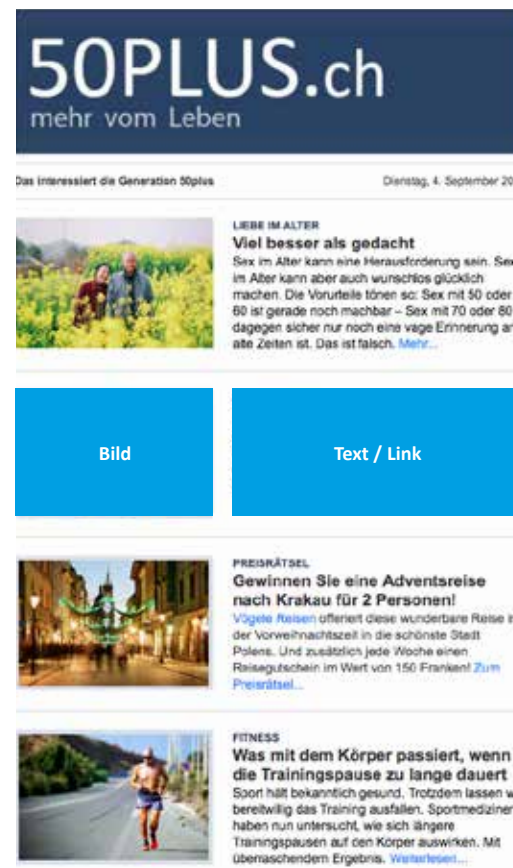 50PLUS.ch
mehr vom Leben
Das interessiert die Generation 50plus
Dienstag, 4. September 20
LIEBE IM ALTER
Viel besser als gedacht
Sex im Alter kann eine Herausforderung sein. Sex
im Alter kann aber auch wunschlos glücklich
machen. Die Vorurteile tönen so: Sex mit 50 oder
60 ist gerade noch machbar – Sex mit 70 oder 80
dagegen sicher nur noch eine vage Erinnerung an
alte Zeiten ist. Das ist falsch. Mehr...
Bild
Text / Link
PREISRÄTSEL
Gewinnen Sie eine Adventsreise
nach Krakau für 2 Personen!
Vögele Reisen offeriert diese wunderbare Reise in
der Vorweihnachtszeit in die schönste Stadt
Polens. Und zusätzlich jede Woche einen
Reisegutschein im Wert von 150 Franken! Zum
Preisrätsel...
FITNESS
Was mit dem Körper passiert, wenn
die Trainingspause zu lange dauert
Sport hält bekanntlich gesund. Trotzdem lassen w
bereitwillig das Training ausfallen. Sportmediziner
haben nun untersucht, wie sich längere
Trainingspausen auf den Körper auswirken. Mit
überraschendem Ergebnis. Weiterlesen...